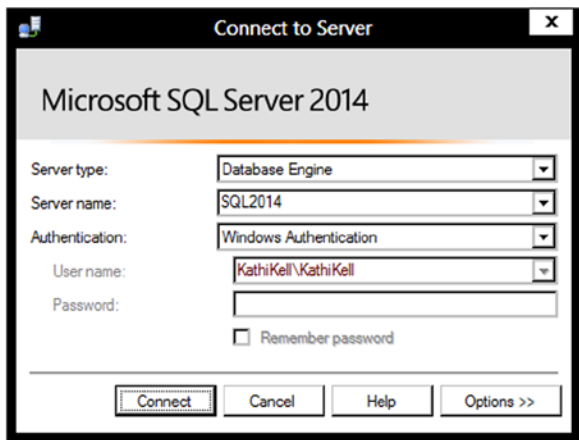 Connect to Server
x
Microsoft SQL Server 2014
Server type: Database Engine
Server name: SQL2014
Authentication: Windows Authentication
User name: KathiKell\KathiKell
Password:
Remember password
Connect Cancel Help Options >>